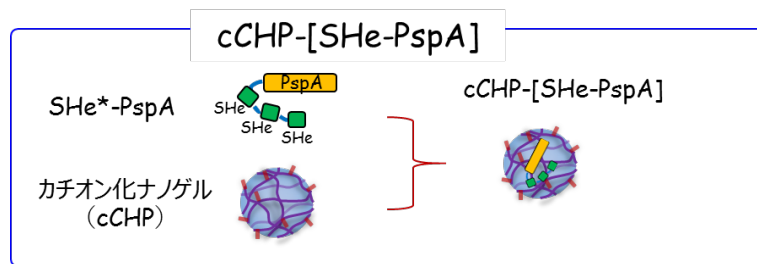 cCHP-[SHe-PspA]
SHe*-PspA
PspA
SHe
SHe
SHe
cCHP-[SHe-PspA]
カチオン化ナノゲル
（cCHP）